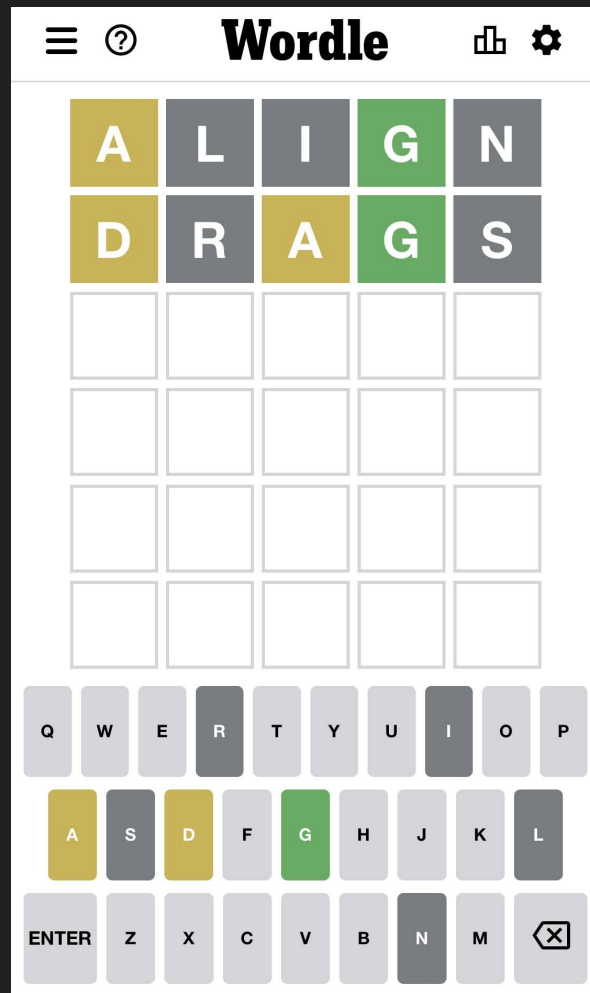 Wordle
A L I G N
D R A G S
Q W E R T Y U I O P
A S D F G H J K L
ENTER Z X C V B N M